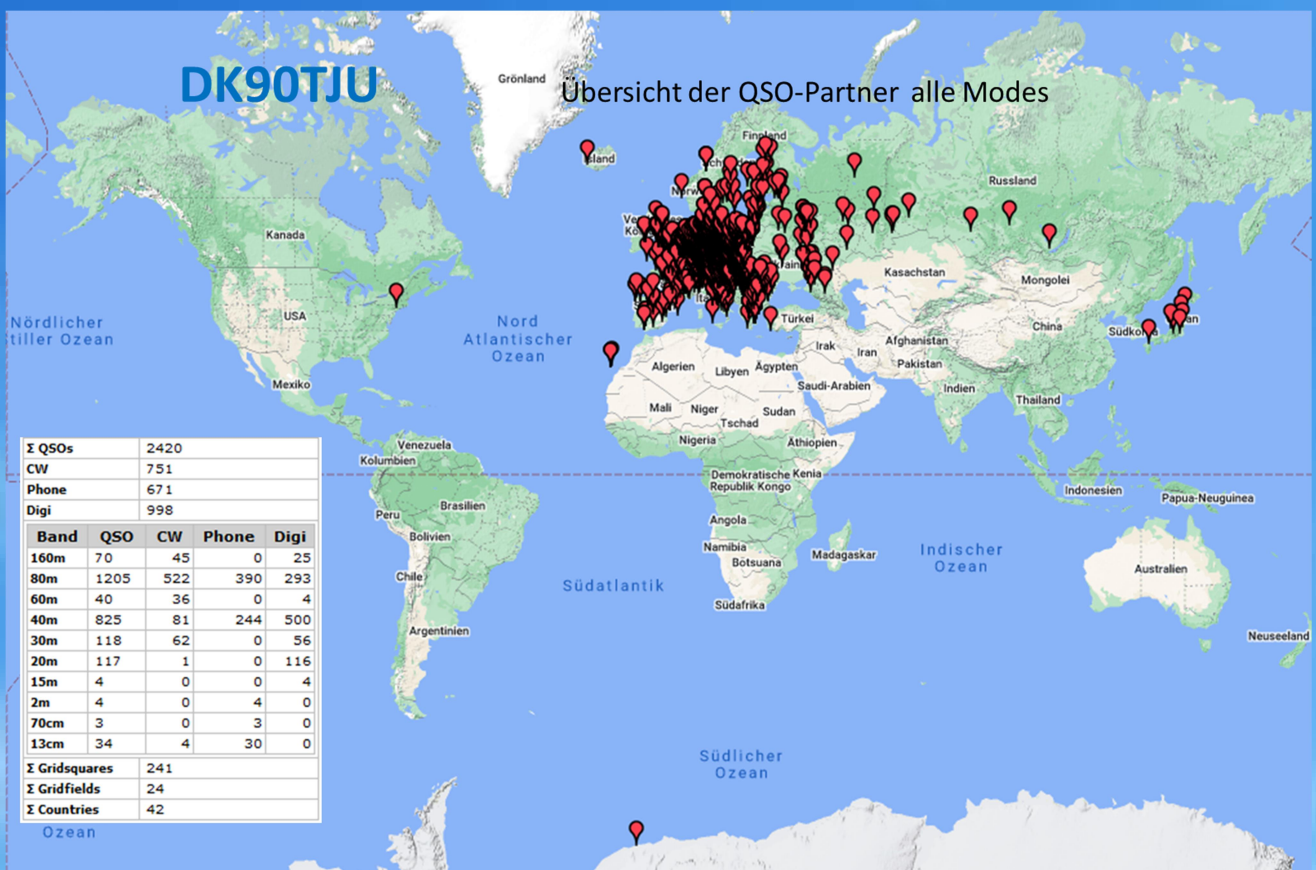 DK90TJU
Übersicht der QSO-Partner alle Modes
Grönland
Finnland
Island
Russland
Kanada
Kasachstan
Mongolei
USA
Türkei
China
Nördlicher
tiller Ozean
Nord
Atlantischer
Ozean
Irak
Iran
Afghanistan
Pakistan
Algerien
Libyen
Ägypten
Saudi-Arabien
Mexiko
Indien
Thailand
Mali
Niger
Tschad
Sudan
Nigeria
Äthiopien
Venezuela
Kolumbien
Demokratische
Republik Kongo
Kenia
Indonesien
Papua-Neuguinea
Peru
Brasilien
Bolivien
Angola
Namibia
Botsuana
Madagaskar
Indischer
Ozean
Australien
Chile
Südatlantik
Südafrika
Argentinien
Neuseeland
Südlicher
Ozean
Σ QSOs 2420
CW 751
Phone 671
Digi 998
Band QSO CW Phone Digi
160m 70 45 0 25
80m 1205 522 390 293
60m 40 36 0 4
40m 825 81 244 500
30m 118 62 0 56
20m 117 1 0 116
15m 4 0 0 4
2m 4 0 4 0
70cm 3 0 3 0
13cm 34 4 30 0
Σ Gridsquares 241
Σ Gridfields 24
Σ Countries 42
Ozean